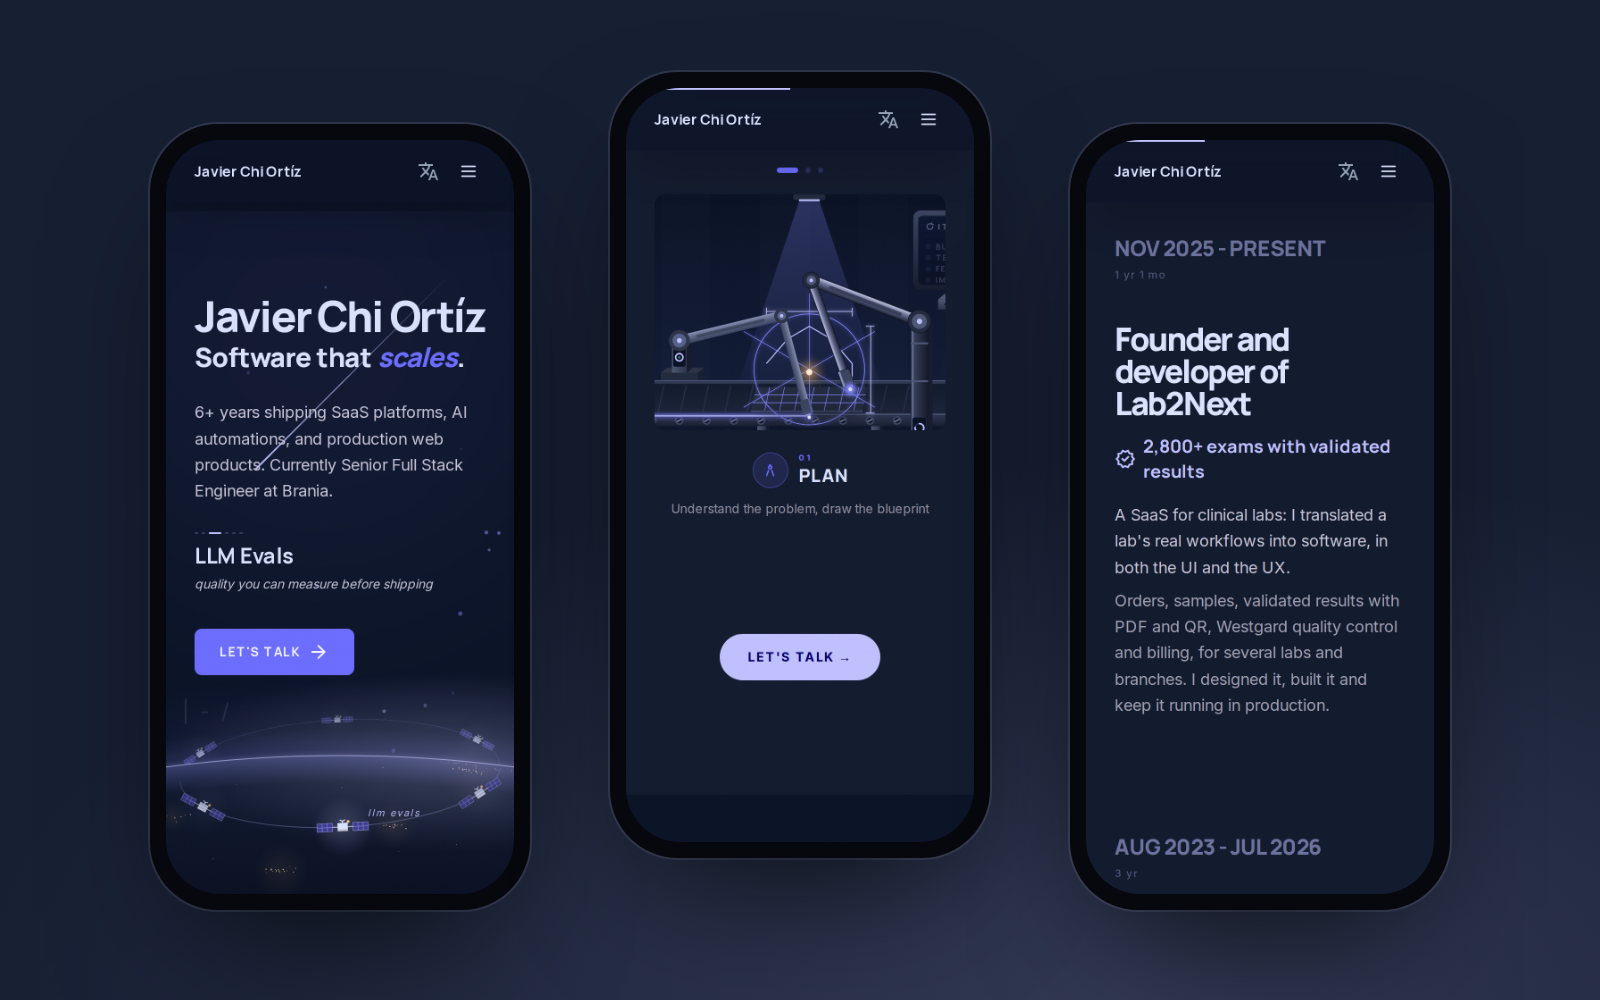 Javier Chi Ortíz
Javier Chi Ortíz
Software that scales.
6+ years shipping SaaS platforms, AI
automations, and production web
products. Currently Senior Full Stack
Engineer at Brania.
LLM Evals
quality you can measure before shipping
LET'S TALK →
llm evals
Javier Chi Ortíz
01
PLAN
Understand the problem, draw the blueprint
LET'S TALK →
Javier Chi Ortíz
NOV 2025 - PRESENT
1 yr 1 mo
Founder and
developer of
Lab2Next
2,800+ exams with validated
results
A SaaS for clinical labs: I translated a
lab's real workflows into software, in
both the UI and the UX.
Orders, samples, validated results with
PDF and QR, Westgard quality control
and billing, for several labs and
branches. I designed it, built it and
keep it running in production.
AUG 2023 - JUL 2026
3 yr